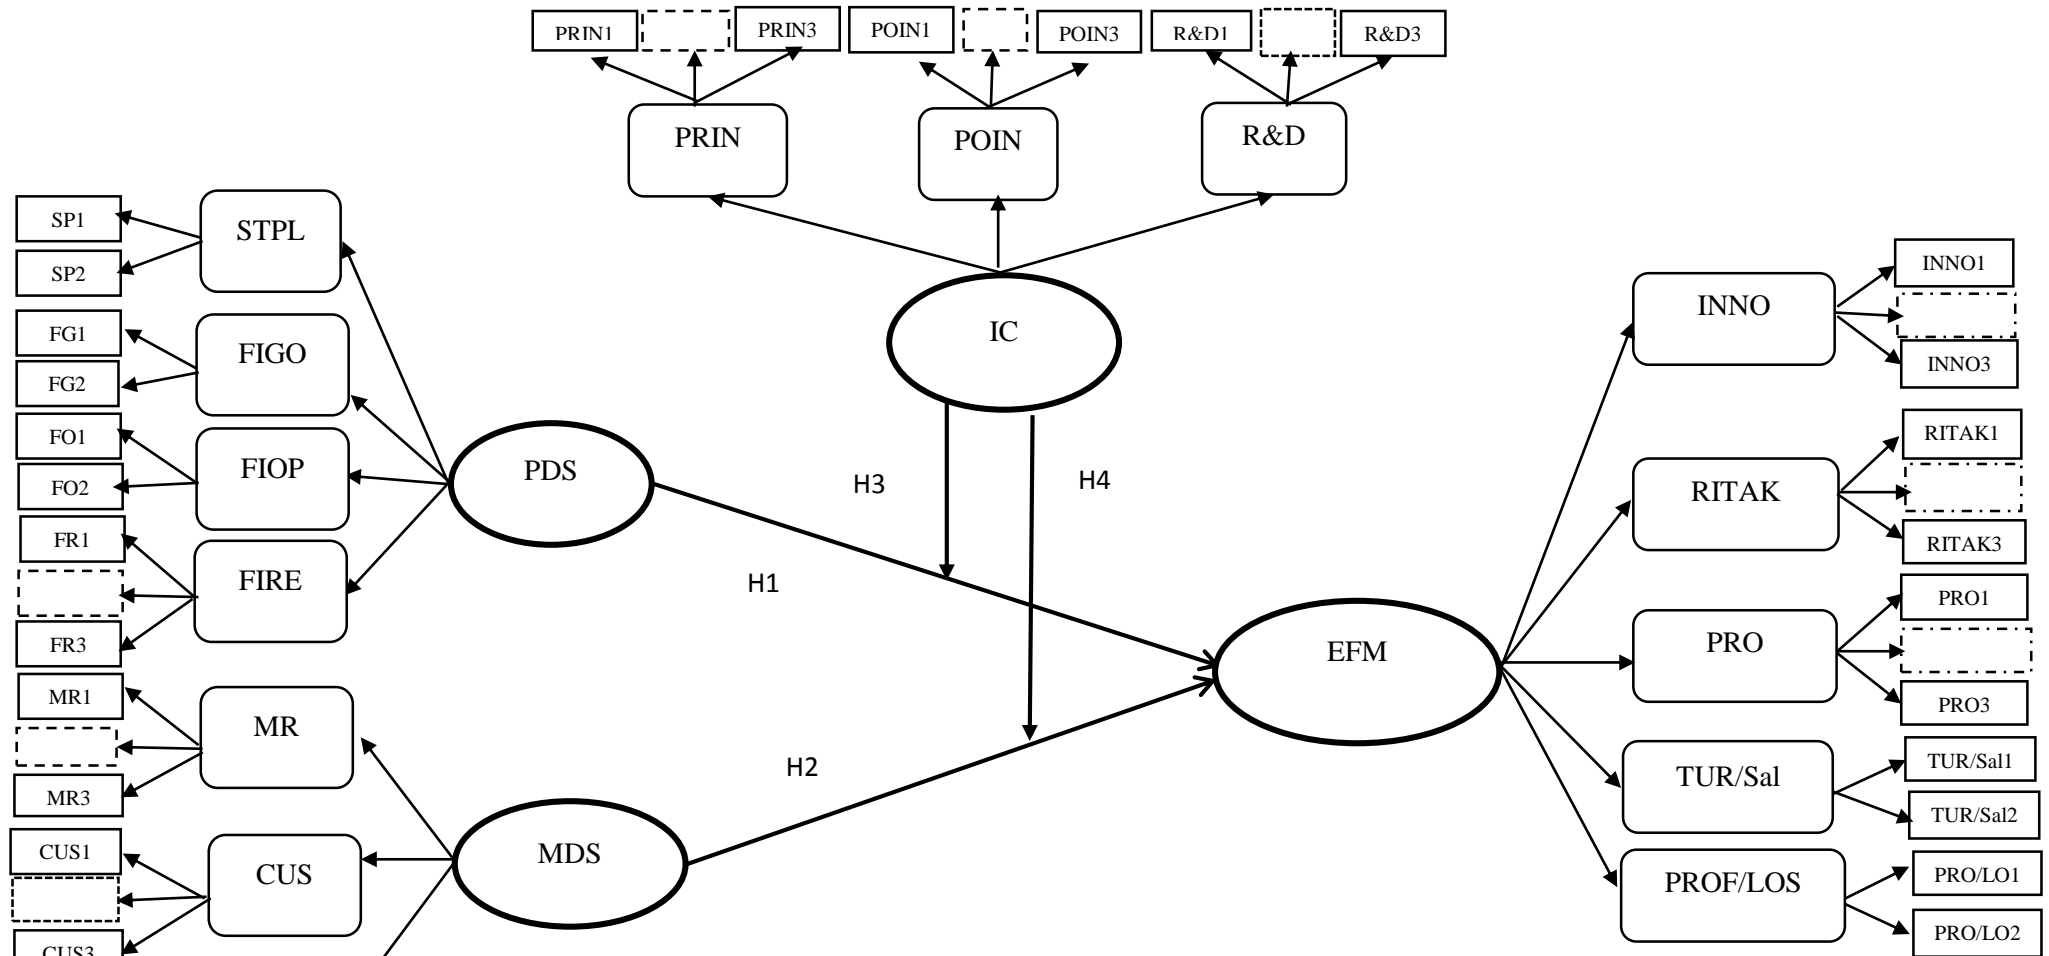 PRIN1
PRIN3
POIN1
POIN3
R&D1
R&D3
PRIN
POIN
R&D
SP1
SP2
STPL
FG1
FG2
FIGO
FO1
FO2
FIOP
FR1
FR3
FIRE
MR1
MR3
MR
CUS1
CUS3
CUS
PDS
MDS
IC
H3
H4
H1
H2
EFM
INNO
INNO1
INNO3
RITAK
RITAK1
RITAK3
PRO
PRO1
PRO3
TUR/Sal
TUR/Sal1
TUR/Sal2
PROF/LOS
PRO/LO1
PRO/LO2